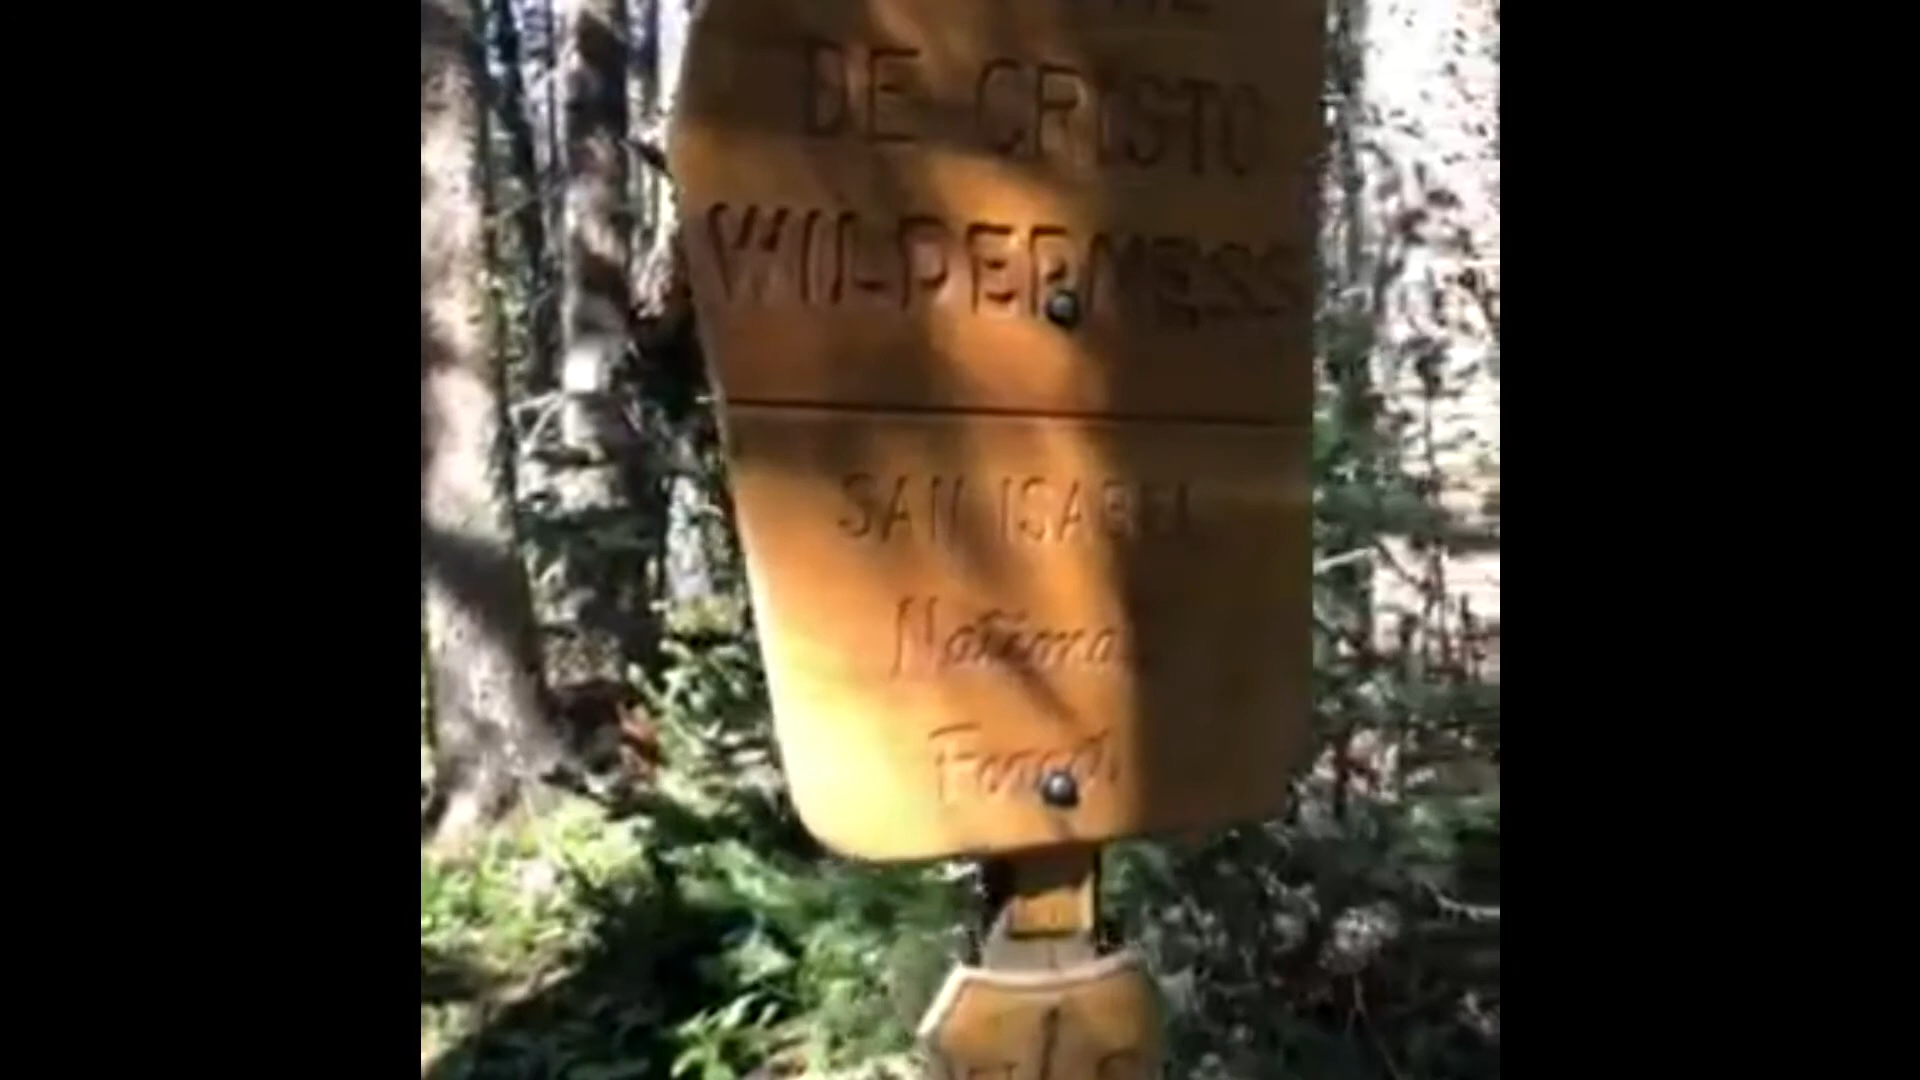 DE CRISTO
WILDERNESS
SAN ISABEL
National
Forest